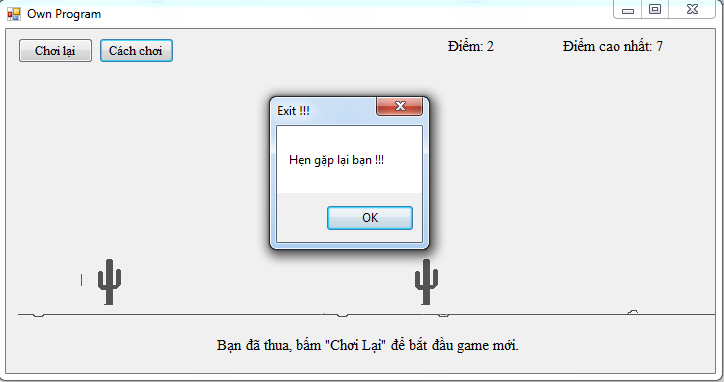 Own Program
Chơi lại
Cách chơi
Điểm: 2
Điểm cao nhất: 7
Exit !!!
Hẹn gặp lại bạn !!!
OK
Bạn đã thua, bấm "Chơi Lại" để bắt đầu game mới.